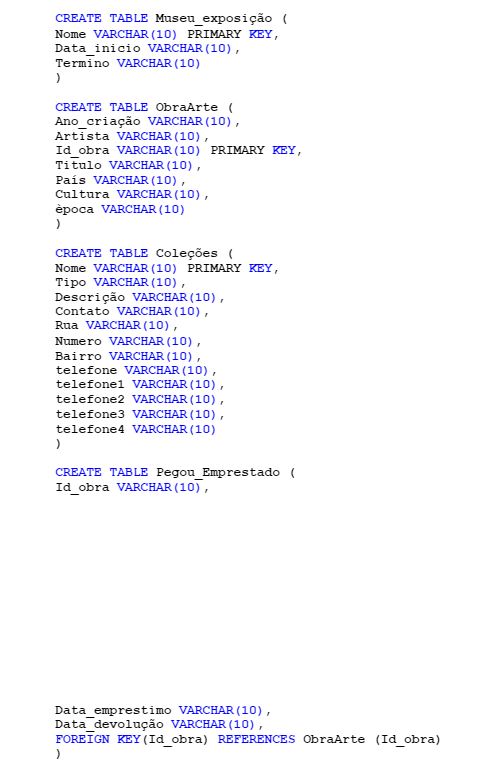 CREATE TABLE Museu_exposição (
Nome VARCHAR(10) PRIMARY KEY,
Data_inicio VARCHAR(10),
Termino VARCHAR(10)
)
CREATE TABLE ObraArte (
Ano_criação VARCHAR(10),
Artista VARCHAR(10),
Id_obra VARCHAR(10) PRIMARY KEY,
Titulo VARCHAR(10),
País VARCHAR(10),
Cultura VARCHAR(10),
època VARCHAR(10)
)
CREATE TABLE Coleções (
Nome VARCHAR(10) PRIMARY KEY,
Tipo VARCHAR(10),
Descrição VARCHAR(10),
Contato VARCHAR(10),
Rua VARCHAR(10),
Numero VARCHAR(10),
Bairro VARCHAR(10),
telefone VARCHAR(10),
telefone1 VARCHAR(10),
telefone2 VARCHAR(10),
telefone3 VARCHAR(10),
telefone4 VARCHAR(10)
)
CREATE TABLE Pegou_Emprestado (
Id_obra VARCHAR(10),
Data_emprestimo VARCHAR(10),
Data_devolução VARCHAR(10),
FOREIGN KEY(Id_obra) REFERENCES ObraArte (Id_obra)
)